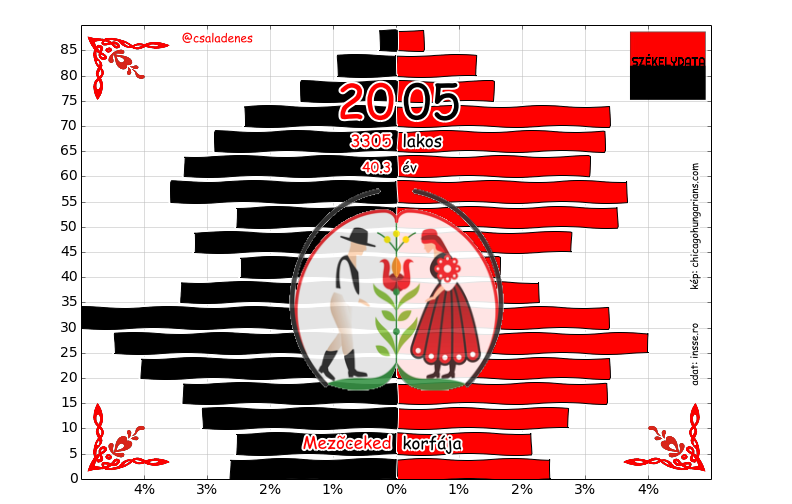 @csaladenes
SZÉKELYDATA
2005
3305 lakos
40.3 év
kép: chicagohungarians.com
adat: insse.ro
Mezõceked korfája
85
80
75
70
65
60
55
50
45
40
35
30
25
20
15
10
5
0
4% 3% 2% 1% 0% 1% 2% 3% 4%